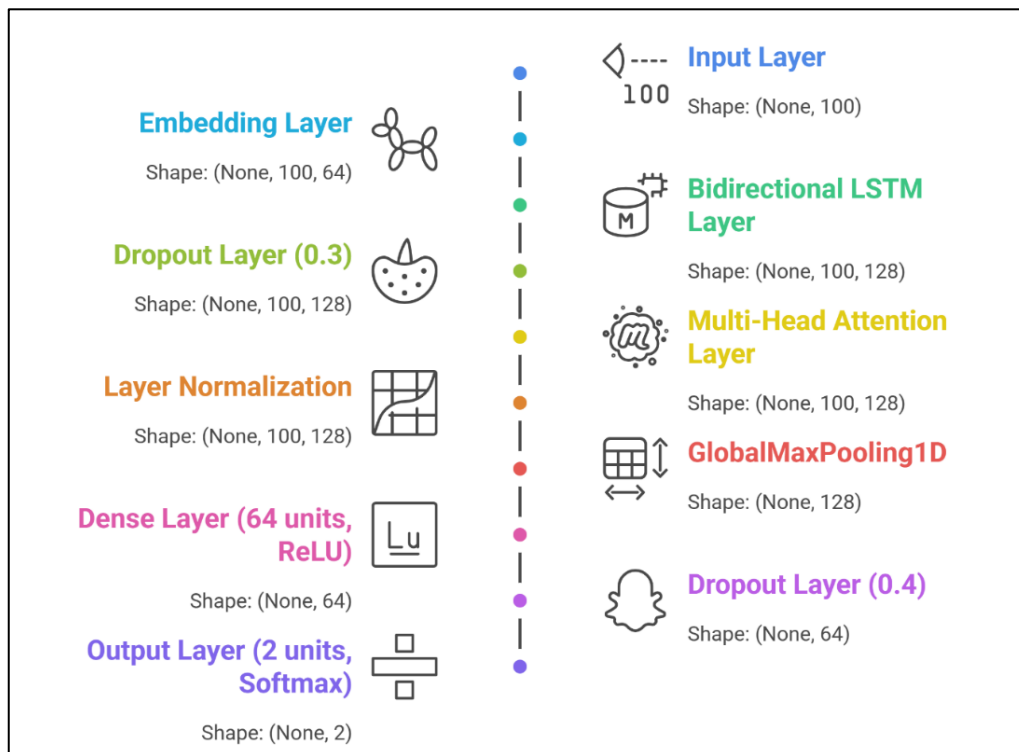 Input Layer
100
Shape: (None, 100)
Embedding Layer
Shape: (None, 100, 64)
Bidirectional LSTM
Layer
M
Shape: (None, 100, 128)
Dropout Layer (0.3)
Shape: (None, 100, 128)
Multi-Head Attention
Layer
m
Shape: (None, 100, 128)
Layer Normalization
Shape: (None, 100, 128)
GlobalMaxPooling1D
Shape: (None, 128)
Dense Layer (64 units,
ReLU)
Lu
Shape: (None, 64)
Dropout Layer (0.4)
Shape: (None, 64)
Output Layer (2 units,
Softmax)
Shape: (None, 2)